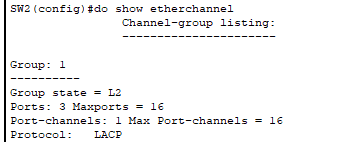 SW2(config)#do show etherchannel
Channel-group listing:
----------------------
Group: 1
----------
Group state = L2
Ports: 3 Maxports = 16
Port-channels: 1 Max Port-channels = 16
Protocol: LACP